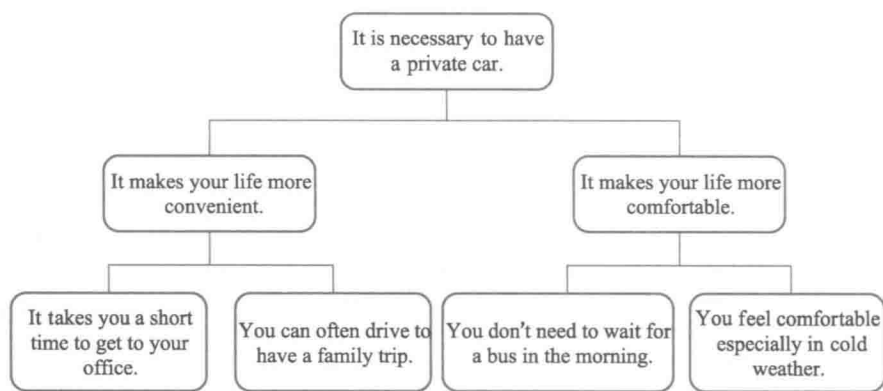 It is necessary to have
a private car.
It makes your life more
convenient.
It makes your life more
comfortable.
It takes you a short
time to get to your
office.
You can often drive to
have a family trip.
You don't need to wait for
a bus in the morning.
You feel comfortable
especially in cold
weather.